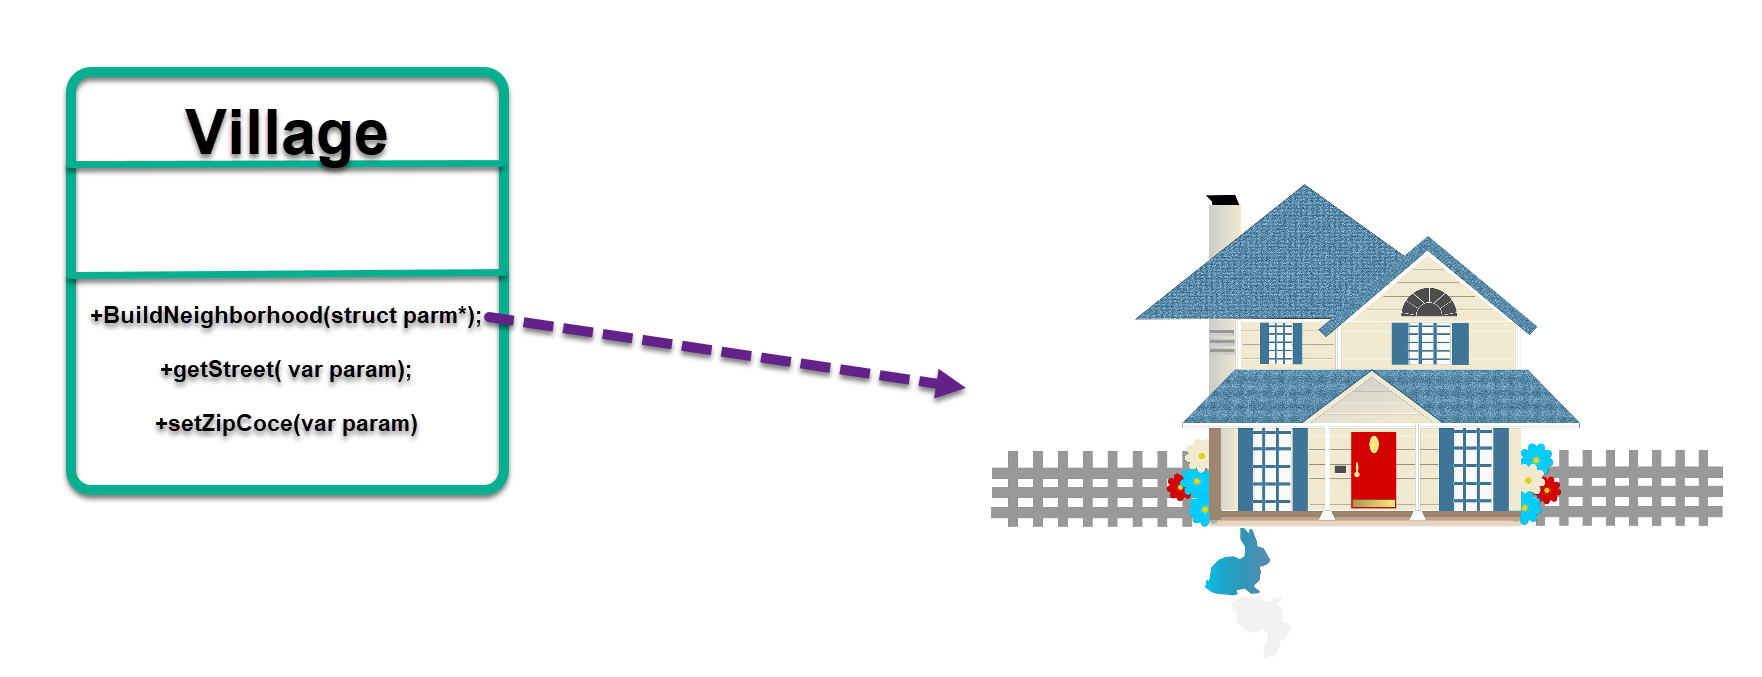 Village
+BuildNeighborhood(struct parm*);
+getStreet( var param);
+setZipCoce(var param)